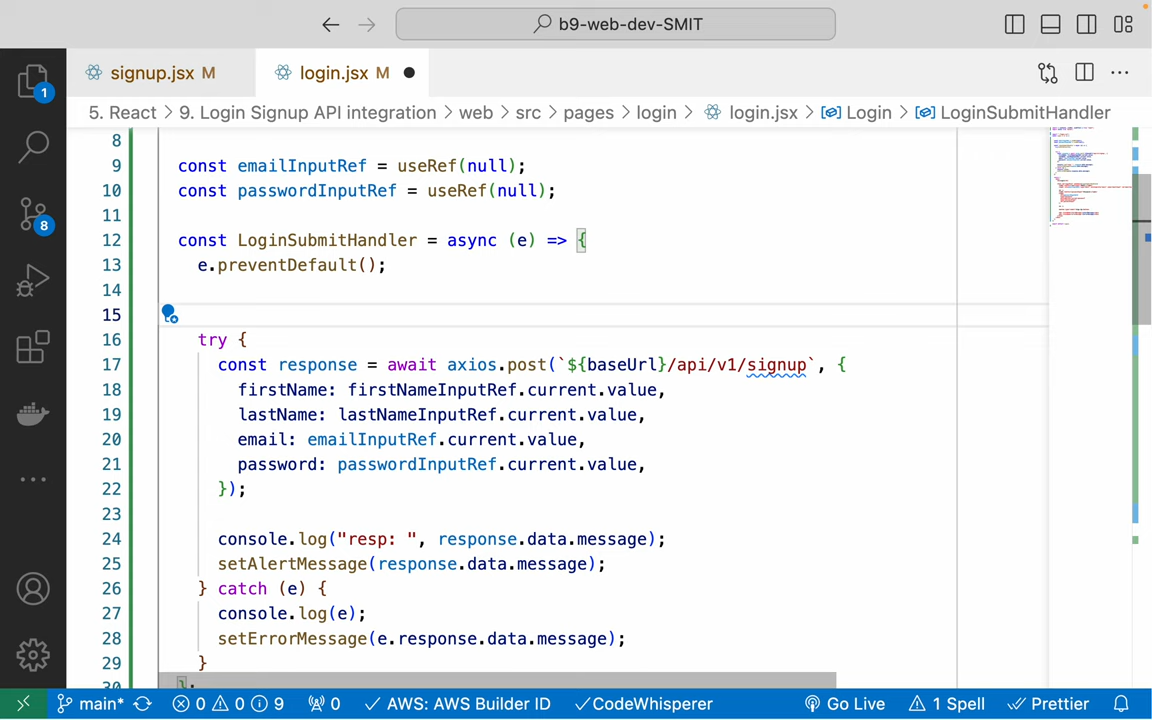 b9-web-dev-SMIT
signup.jsx M
login.jsx M
5. React > 9. Login Signup API integration > web > src > pages > login > login.jsx > Login > LoginSubmitHandler
1
8
8
9 const emailInputRef = useRef(null);
10 const passwordInputRef = useRef(null);
11
12 const LoginSubmitHandler = async (e) => {
13 e.preventDefault();
14
15
16 try {
17 const response = await axios.post(`${baseUrl}/api/v1/signup`, {
18 firstName: firstNameInputRef.current.value,
19 lastName: lastNameInputRef.current.value,
20 email: emailInputRef.current.value,
21 password: passwordInputRef.current.value,
22 });
23
24 console.log("resp: ", response.data.message);
25 setAlertMessage(response.data.message);
26 } catch (e) {
27 console.log(e);
28 setErrorMessage(e.response.data.message);
29 }
30 };
main* 0 0 9 0 AWS: AWS Builder ID CodeWhisperer Go Live 1 Spell Prettier